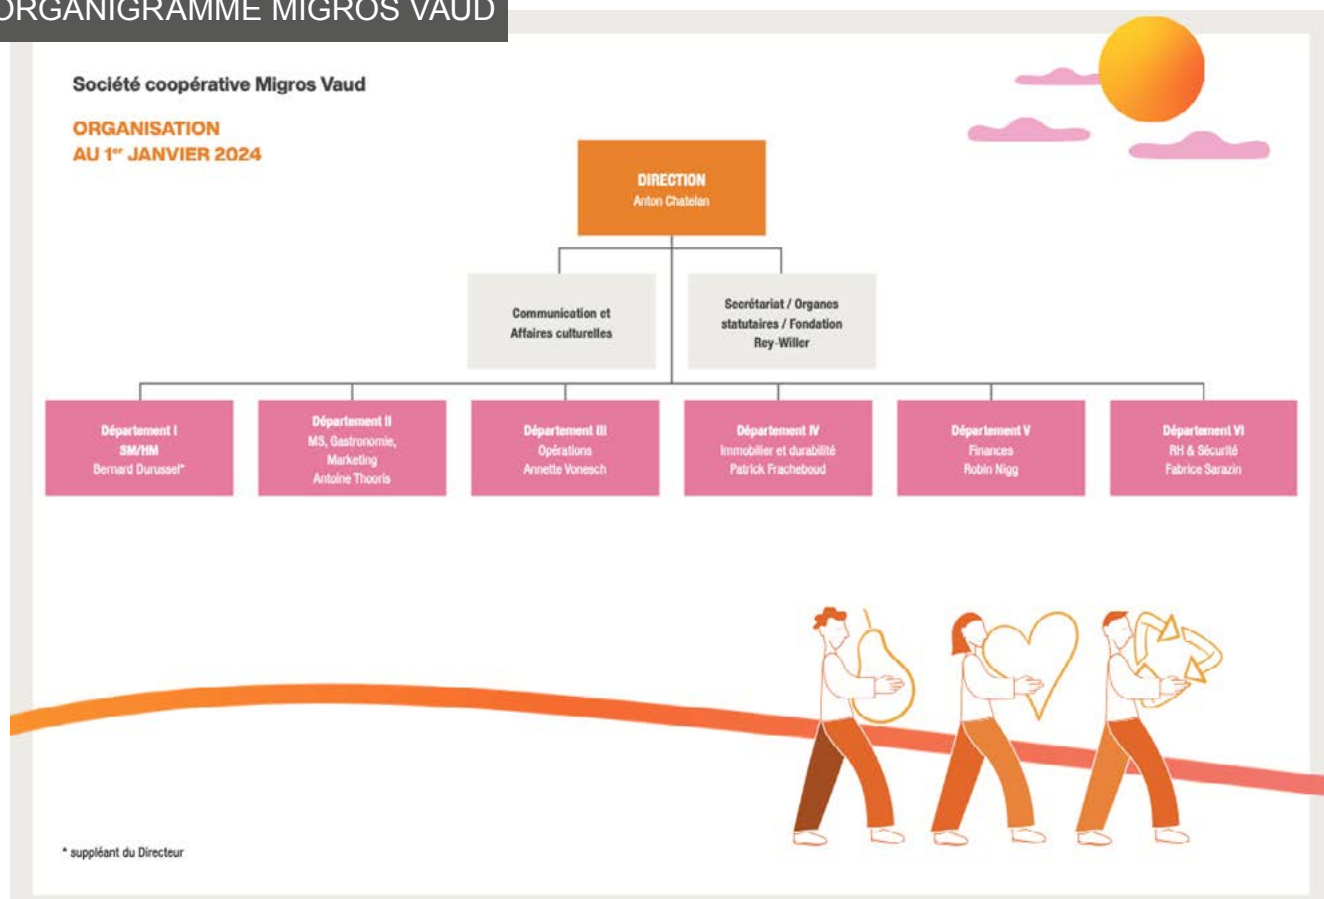 ORGANIGRAMME MIGROS VAUD
Société coopérative Migros Vaud
ORGANISATION
AU 1er JANVIER 2024
DIRECTION
Anton Chatelan
Communication et
Affaires culturelles
Secrétariat / Organes
statutaires / Fondation
Rey-Willer
Département I
SM/HM
Bernard Durussel*
Département II
MS, Gastronomie,
Marketing
Antoine Thooris
Département III
Opérations
Annette Vonesch
Département IV
Immobilier et durabilité
Patrick Fracheboud
Département V
Finances
Robin Nigg
Département VI
RH & Sécurité
Fabrice Sarazin
* suppléant du Directeur